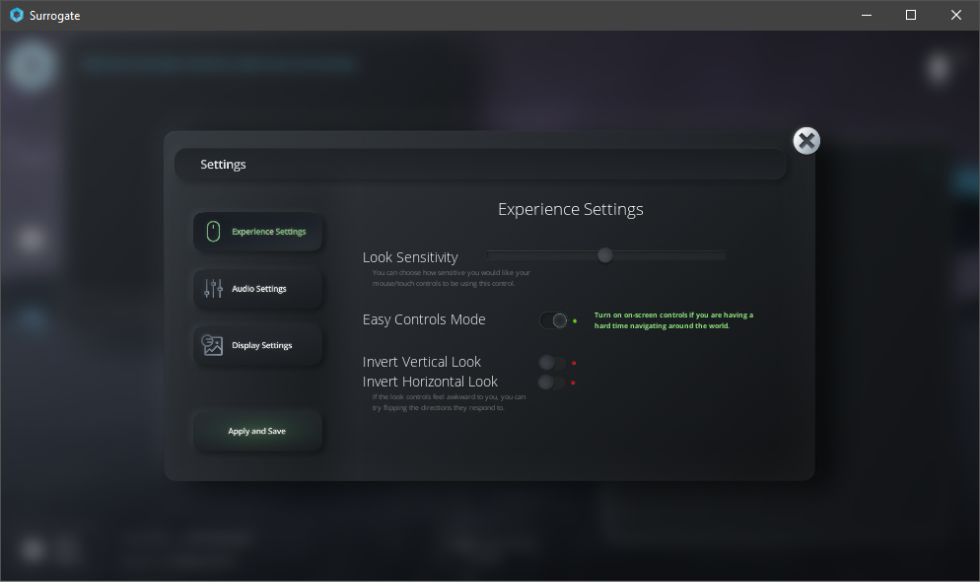 Surrogate
Settings
Experience Settings
Audio Settings
Display Settings
Apply and Save
Experience Settings
Look Sensitivity
You can choose how sensitive you would like your
mouse/touch controls to be using this control.
Easy Controls Mode
Turn on on-screen controls if you are having a
hard time navigating around the world.
Invert Vertical Look
Invert Horizontal Look
If the look controls feel awkward to you, you can
try flipping the directions they respond to.